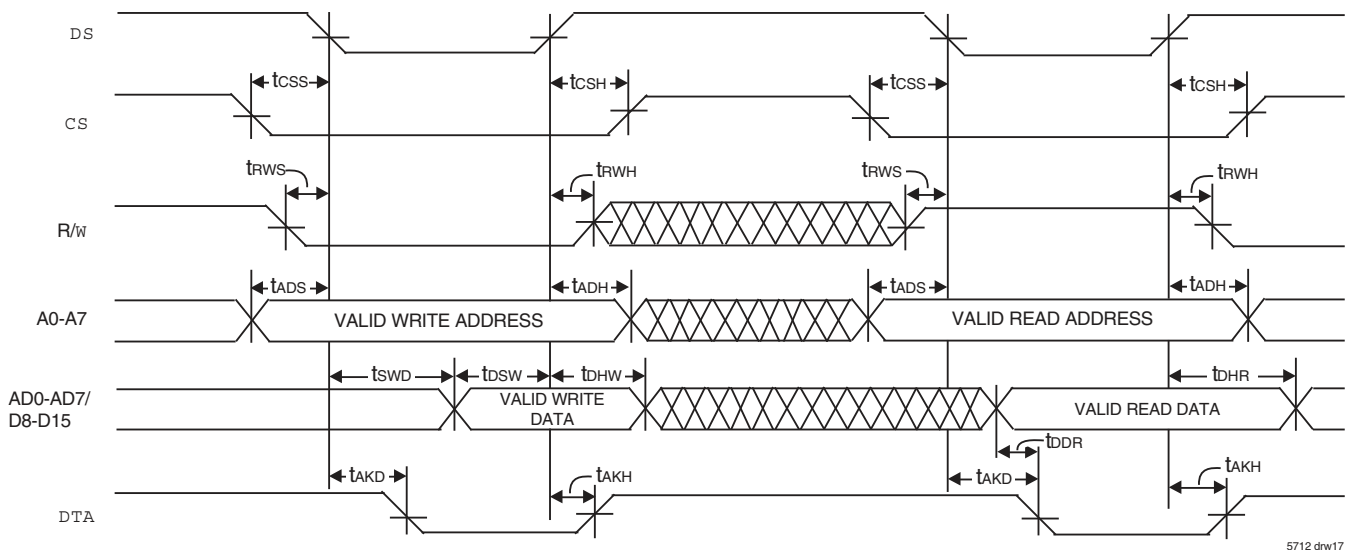 DS
tCSS
tCSH
tCSS
tCSH
CS
tRWS
tRWH
tRWS
tRWH
R/W
tADS
tADH
tADS
tADH
A0-A7
VALID WRITE ADDRESS
VALID READ ADDRESS
tSWD
tDSW
tDHW
tDHR
AD0-AD7/
D8-D15
VALID WRITE
DATA
VALID READ DATA
tDDR
tAKD
tAKH
tAKD
tAKH
DTA
5712 drw17